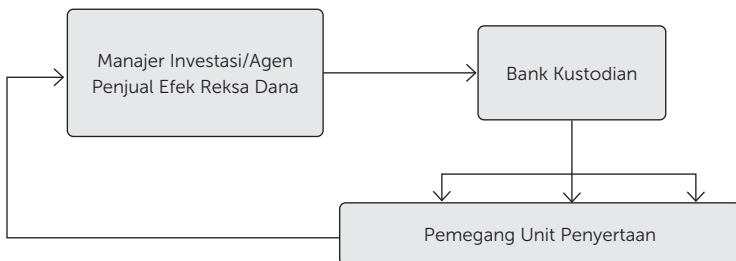 Manajer Investasi/Agen
Penjual Efek Reksa Dana
Bank Kustodian
Pemegang Unit Penyertaan